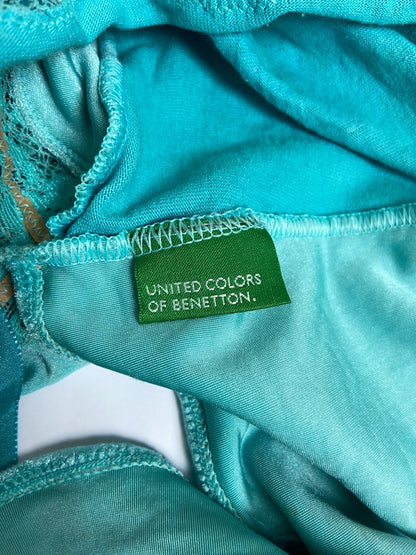 UNITED COLORS
OF BENETTON.